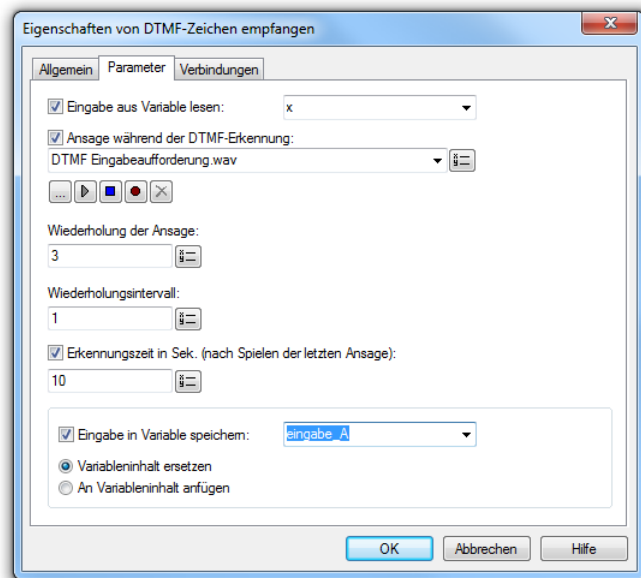 Eigenschaften von DTMF-Zeichen empfangen
Allgemein Parameter Verbindungen
Eingabe aus Variable lesen: x
Ansage während der DTMF-Erkennung:
DTMF Eingabeaufforderung.wav
...
Wiederholung der Ansage:
3
Wiederholungsintervall:
1
Erkennungszeit in Sek. (nach Spielen der letzten Ansage):
10
Eingabe in Variable speichern: eingabe_A
Variableninhalt ersetzen
An Variableninhalt anfügen
OK Abbrechen Hilfe